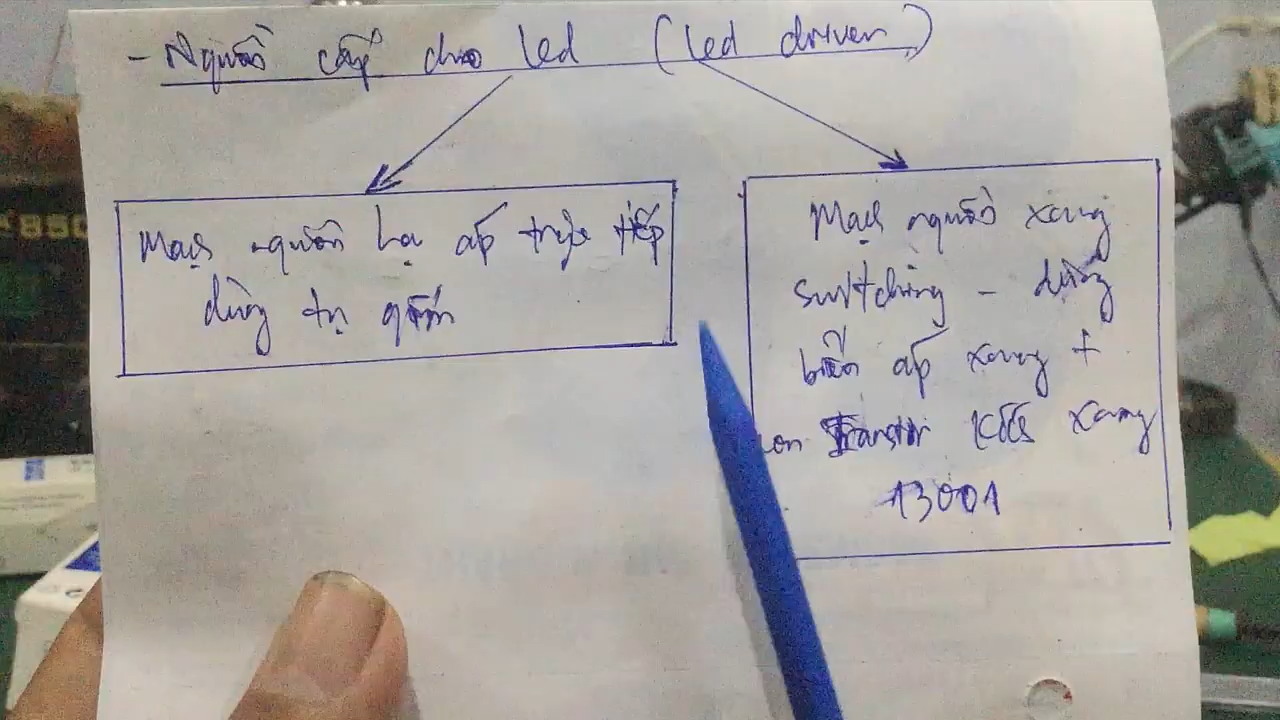 - Nguồn cấp cho led (led driver)
Mạch nguồn hạ áp trực tiếp
dùng tụ gốm
Mạch nguồn xung
switching - dùng
biến áp xung +
con Transtor kích xung
13001